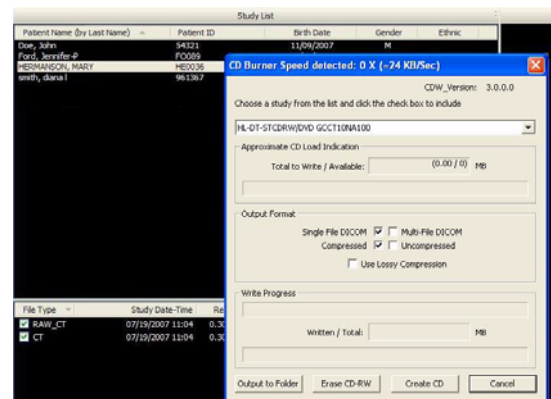 Study List
Patient Name (by Last Name) Patient ID Birth Date Gender Ethnic
Doe, John 54321 11/09/2007 M
Ford, Jennifer-P FO089
HERMANSON, MARY HE0036
smith, diana l 961367
CD Burner Speed detected: 0 X (~24 KB/Sec)
CDW_Version: 3.0.0.0
Choose a study from the list and click the check box to include
HL-DT-STCDRW/DVD GCCT10NA100
Approximate CD Load Indication
Total to Write / Available: (0.00 / 0) MB
Output Format
Single File DICOM Multi-File DICOM
Compressed Uncompressed
Use Lossy Compression
Write Progress
Written / Total: MB
Output to Folder Erase CD-RW Create CD Cancel
File Type Study Date-Time Re
RAW_CT 07/19/2007 11:04 0.30
CT 07/19/2007 11:04 0.3